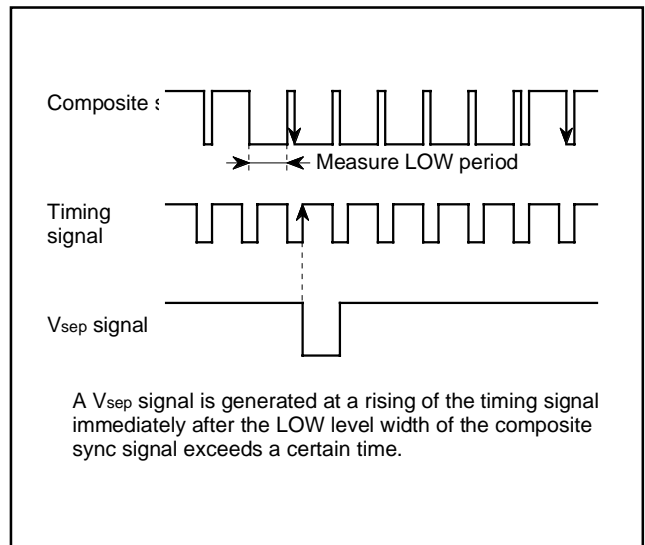 Composite
Measure LOW period
Timing
signal
Vsep signal
A Vsep signal is generated at a rising of the timing signal
immediately after the LOW level width of the composite
sync signal exceeds a certain time.